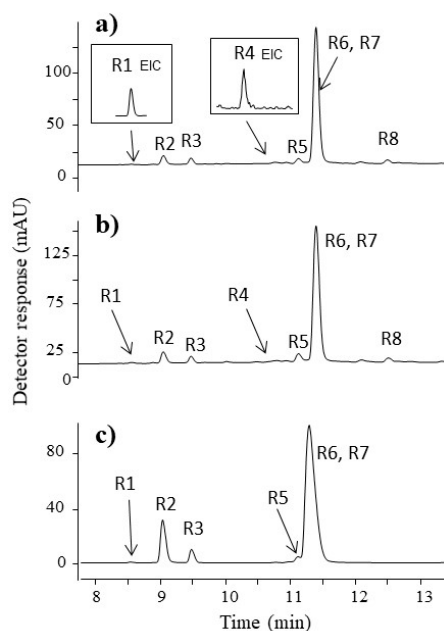 a)
R1 EIC
R4 EIC
R6, R7
R2
R3
R5
R8
100
50
0
b)
R6, R7
R1
R4
R2
R3
R5
R8
125
75
25
0
c)
R6, R7
R1
R2
R3
R5
80
40
0
Detector response (mAU)
8 9 10 11 12 13
Time (min)